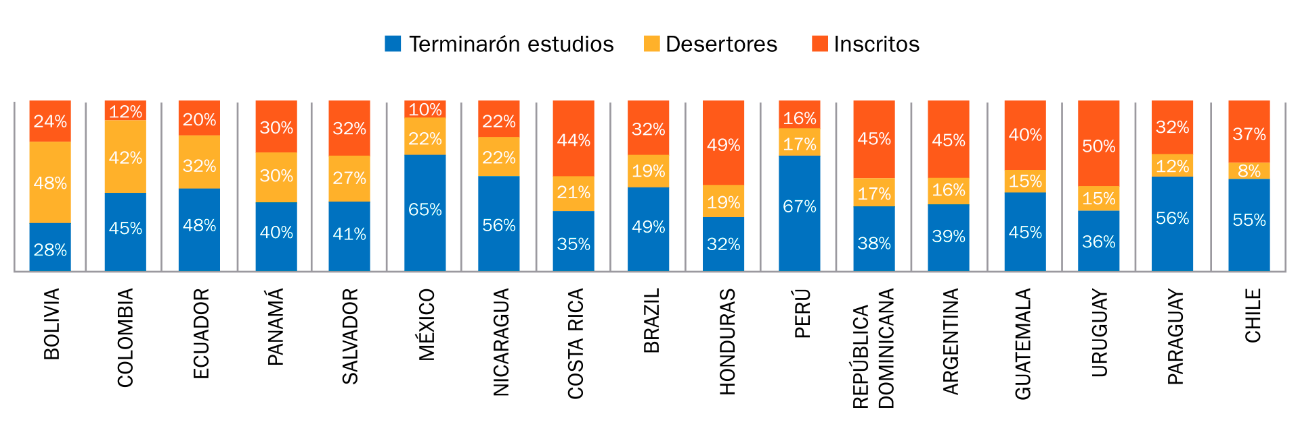 Terminarón estudios
Desertores
Inscritos
24%
12%
20%
30%
32%
10%
22%
44%
32%
49%
16%
45%
45%
40%
50%
32%
37%
48%
42%
32%
30%
27%
22%
22%
21%
19%
19%
17%
17%
16%
15%
15%
12%
8%
28%
45%
48%
40%
41%
65%
56%
35%
49%
32%
67%
38%
39%
45%
36%
56%
55%
BOLIVIA
COLOMBIA
ECUADOR
PANAMÁ
SALVADOR
MÉXICO
NICARAGUA
COSTA RICA
BRAZIL
HONDURAS
PERÚ
REPÚBLICA
DOMINICANA
ARGENTINA
GUATEMALA
URUGUAY
PARAGUAY
CHILE